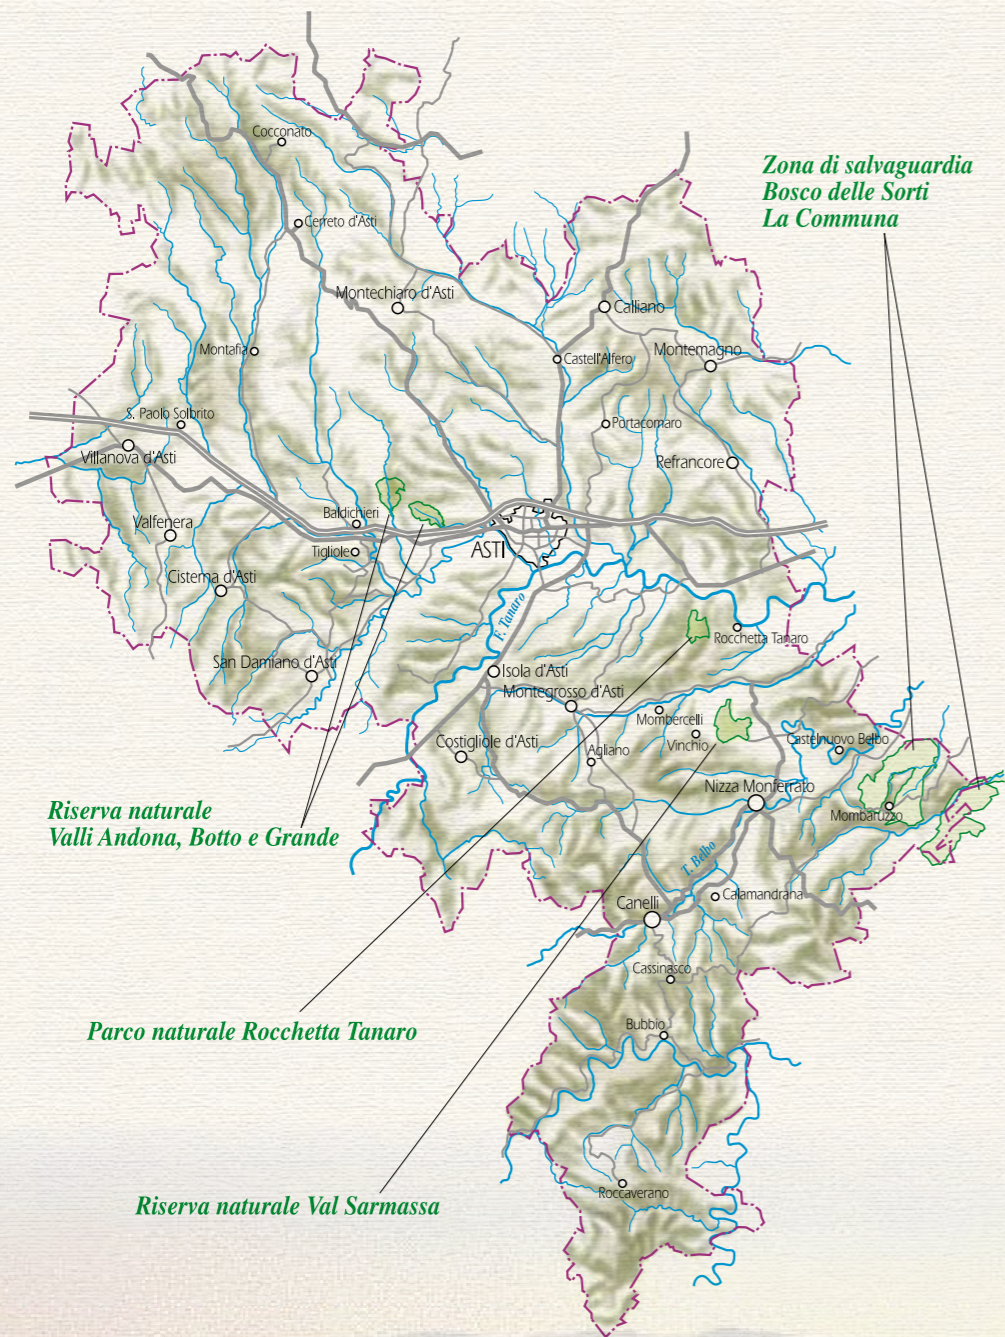 Cocconato
Zona di salvaguardia
Bosco delle Sorti
La Communa
Cerreto d'Asti
Montechiaro d'Asti
Calliano
Montafia
Castell'Alfero
Montemagno
S. Paolo Solbrito
Portacomaro
Villanova d'Asti
Refrancore
Valfenera
Baldichieri
Tigliole
ASTI
Cisterna d'Asti
F. Tanaro
Rocchetta Tanaro
San Damiano d'Asti
Isola d'Asti
Montegrosso d'Asti
Mombercelli
Costigliole d'Asti
Vinchio
Castelnuovo Belbo
Agliano
Nizza Monferrato
Riserva naturale
Valli Andona, Botto e Grande
Mombaruzzo
T. Belbo
Calamandrana
Canelli
Cassinasco
Parco naturale Rocchetta Tanaro
Bubbio
Riserva naturale Val Sarmassa
Roccaverano